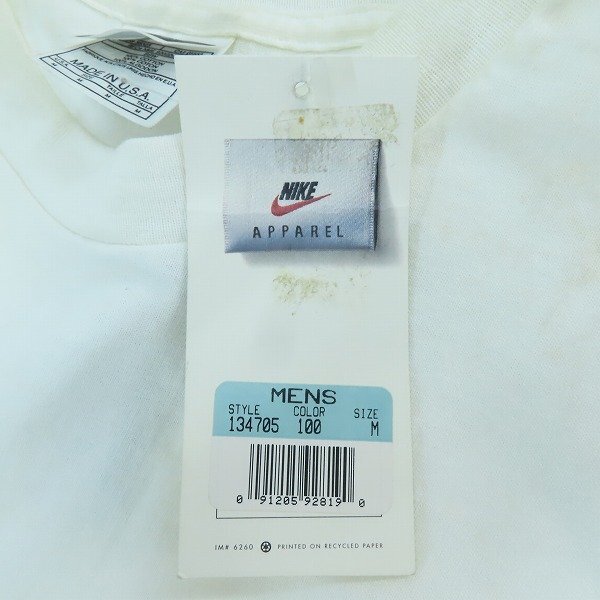 MADE IN U.S.A.
NIKE
APPAREL
MENS
STYLE COLOR SIZE
134705 100 M
0 91205 92819 0
IM# 6260 PRINTED ON RECYCLED PAPER